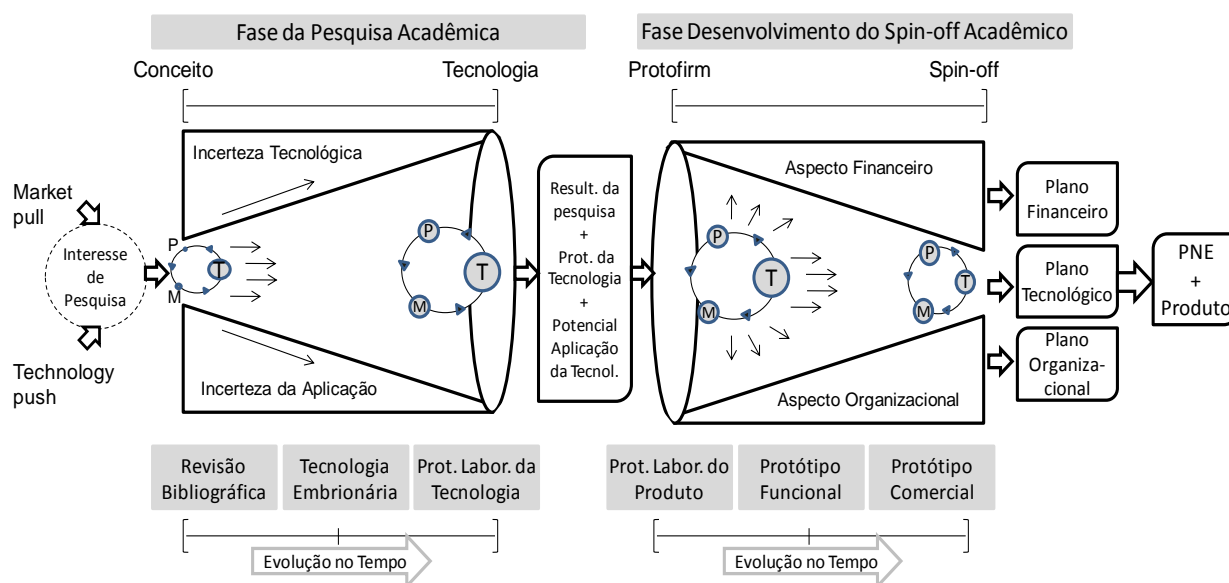 Fase da Pesquisa Acadêmica
Fase Desenvolvimento do Spin-off Acadêmico
Conceito
Tecnologia
Protofirm
Spin-off
Market
pull
Interesse
de
Pesquisa
Technology
push
Incerteza Tecnológica
P
T
M
P
T
M
Incerteza da Aplicação
Result. da
pesquisa
+
Prot. da
Tecnologia
+
Potencial
Aplicação
da Tecnol.
Aspecto Financeiro
P
T
M
P
T
M
Aspecto Organizacional
Plano
Financeiro
Plano
Tecnológico
Plano
Organiza-
cional
PNE
+
Produto
Revisão
Bibliográfica
Tecnologia
Embrionária
Prot. Labor. da
Tecnologia
Prot. Labor. do
Produto
Protótipo
Funcional
Protótipo
Comercial
Evolução no Tempo
Evolução no Tempo